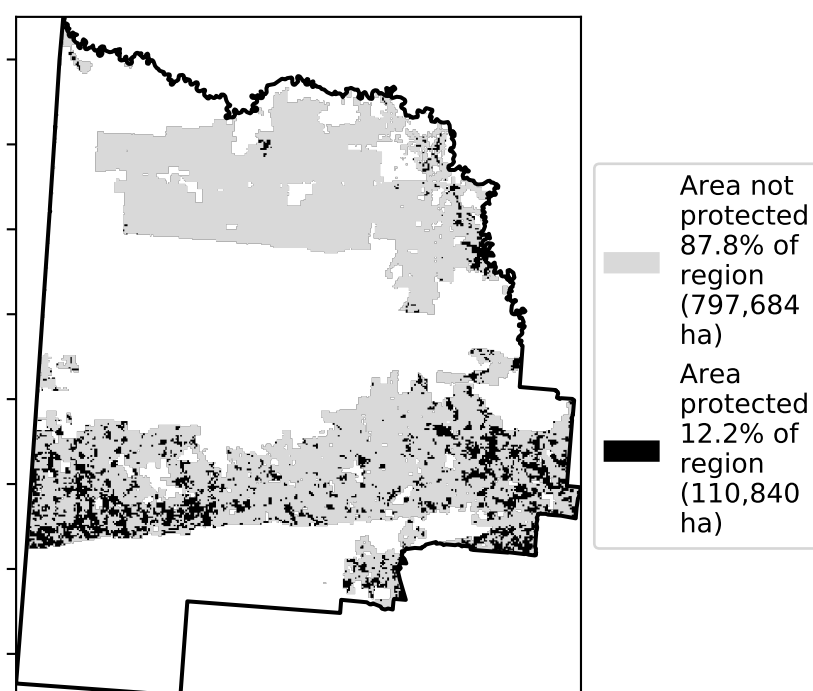 Area not
protected
87.8% of
region
(797,684
ha)
Area
protected
12.2% of
region
(110,840
ha)